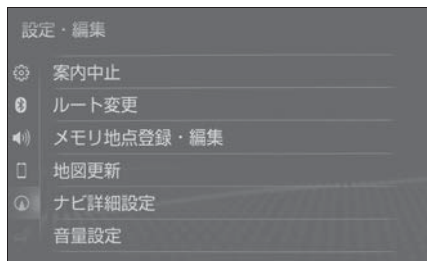 設定・編集
案内中止
ルート変更
メモリ地点登録・編集
地図更新
ナビ詳細設定
音量設定